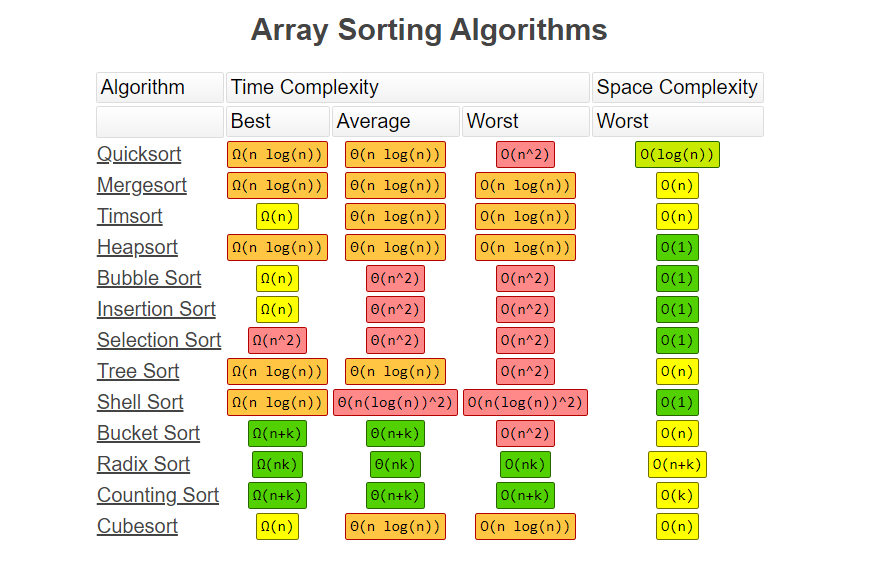 Array Sorting Algorithms
Algorithm Time Complexity Space Complexity
Best Average Worst Worst
Quicksort Ω(n log(n)) Θ(n log(n)) O(n^2) O(log(n))
Mergesort Ω(n log(n)) Θ(n log(n)) O(n log(n)) O(n)
Timsort Ω(n) Θ(n log(n)) O(n log(n)) O(n)
Heapsort Ω(n log(n)) Θ(n log(n)) O(n log(n)) O(1)
Bubble Sort Ω(n) Θ(n^2) O(n^2) O(1)
Insertion Sort Ω(n) Θ(n^2) O(n^2) O(1)
Selection Sort Ω(n^2) Θ(n^2) O(n^2) O(1)
Tree Sort Ω(n log(n)) Θ(n log(n)) O(n^2) O(n)
Shell Sort Ω(n log(n)) Θ(n(log(n))^2) O(n(log(n))^2) O(1)
Bucket Sort Ω(n+k) Θ(n+k) O(n^2) O(n)
Radix Sort Ω(nk) Θ(nk) O(nk) O(n+k)
Counting Sort Ω(n+k) Θ(n+k) O(n+k) O(k)
Cubesort Ω(n) Θ(n log(n)) O(n log(n)) O(n)